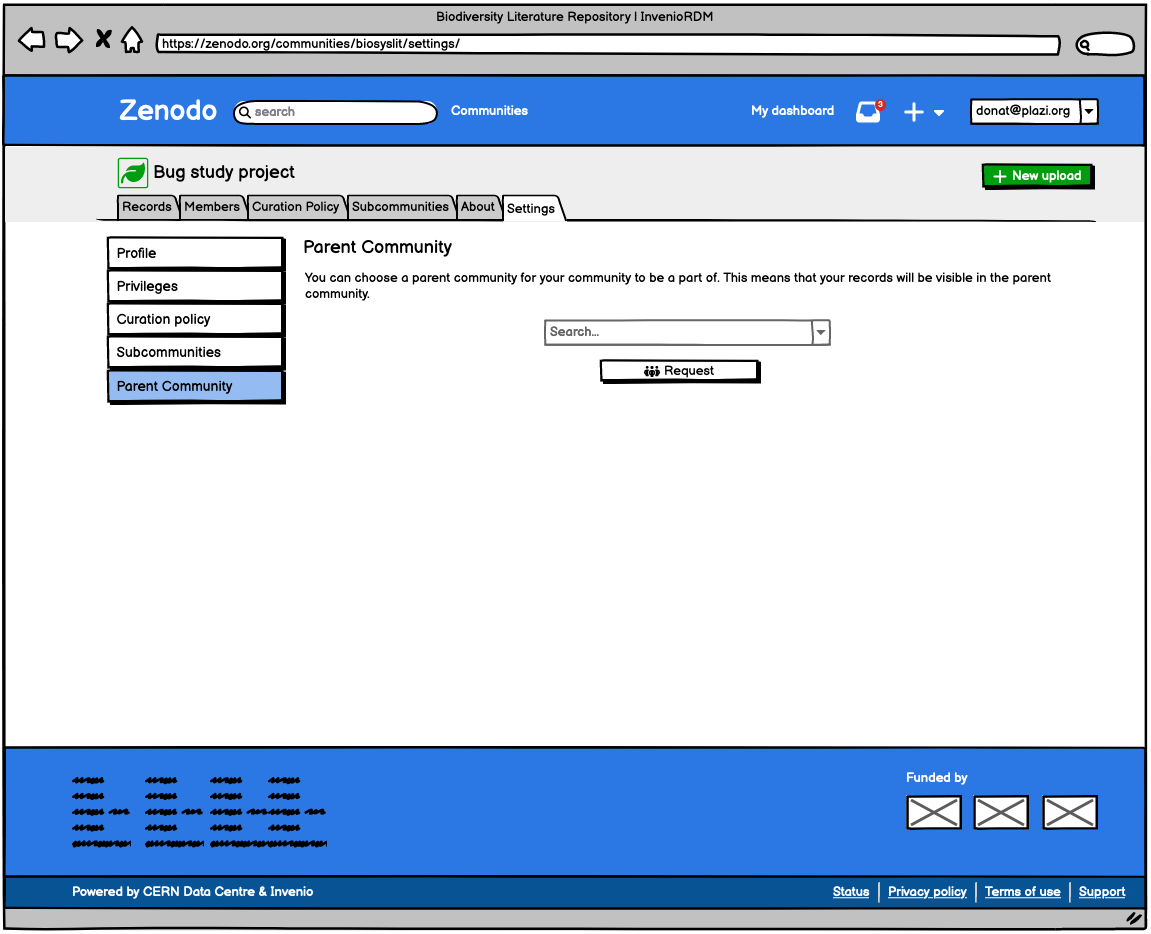 Biodiversity Literature Repository | InvenioRDM
https://zenodo.org/communities/biosyslit/settings/
Zenodo
search
Communities
My dashboard
3
donat@plazi.org
Bug study project
New upload
Records
Members
Curation Policy
Subcommunities
About
Settings
Profile
Privileges
Curation policy
Subcommunities
Parent Community
Parent Community
You can choose a parent community for your community to be a part of. This means that your records will be visible in the parent
community.
Search...
Request
Funded by
Powered by CERN Data Centre & Invenio
Status
Privacy policy
Terms of use
Support